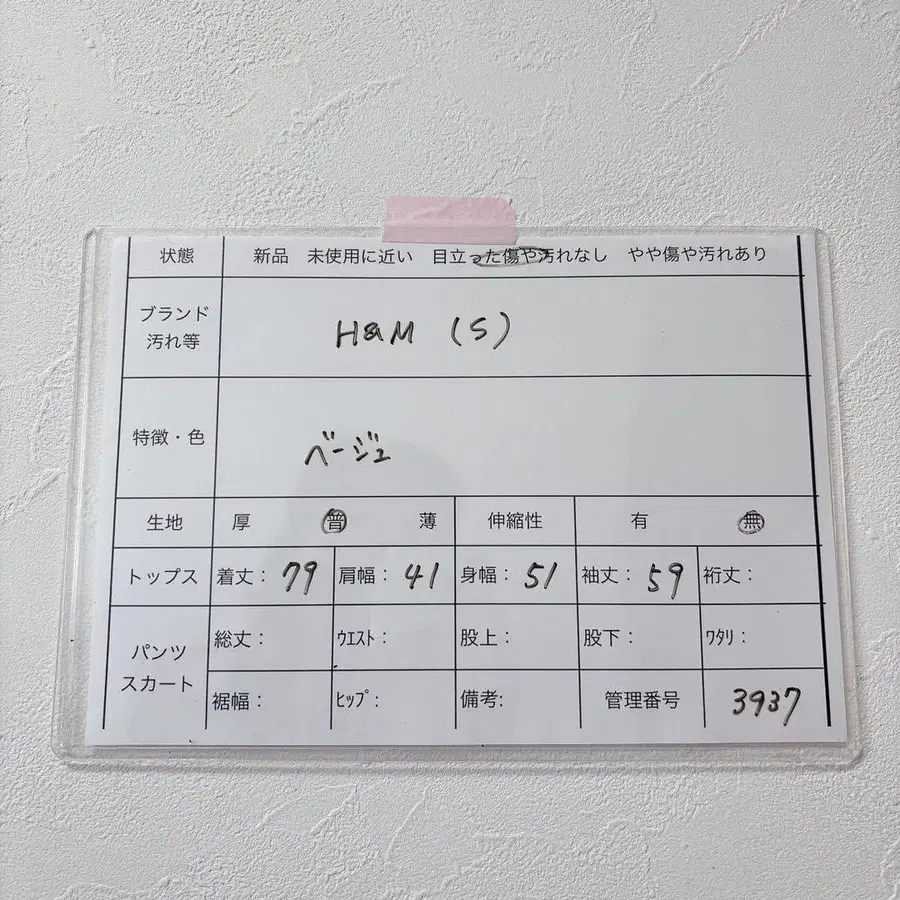 状態 新品 未使用に近い 目立った傷や汚れなし やや傷や汚れあり
ブランド
汚れ等
H&M (S)
特徴・色 ベージュ
生地 厚 普 薄 伸縮性 有 無
トップス 着丈: 79 肩幅: 41 身幅: 51 袖丈: 59 裄丈:
パンツ
スカート
総丈: ウエスト: 股上: 股下: ワタリ:
裾幅: ヒップ: 備考: 管理番号 3937